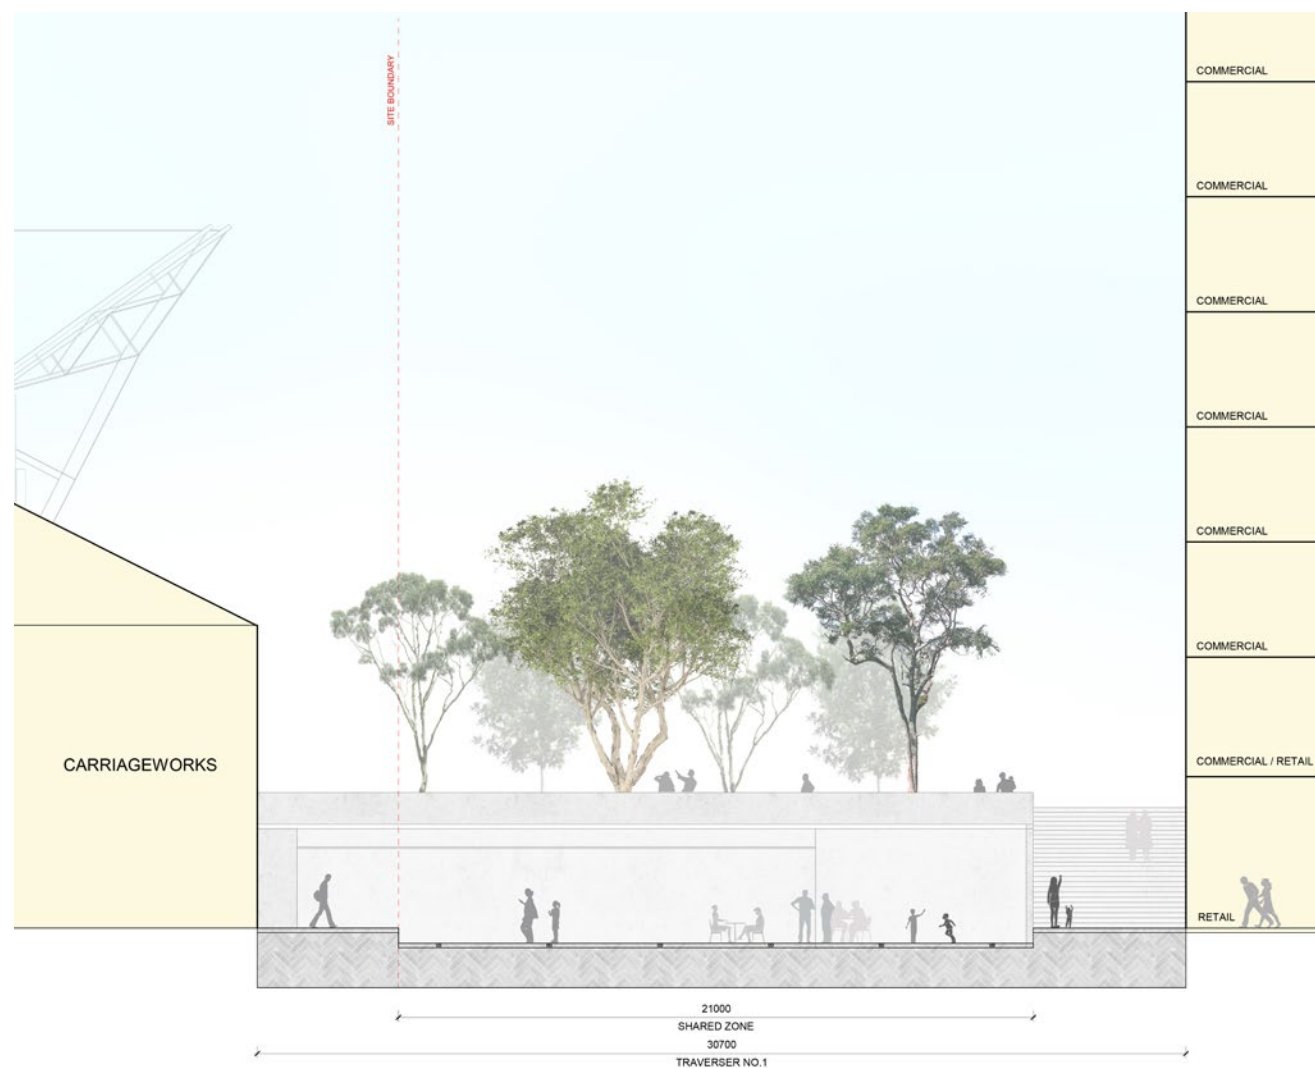 SITE BOUNDARY
COMMERCIAL
COMMERCIAL
COMMERCIAL
COMMERCIAL
COMMERCIAL
COMMERCIAL
COMMERCIAL / RETAIL
CARRIAGEWORKS
RETAIL
21000
SHARED ZONE
30700
TRAVERSER NO.1